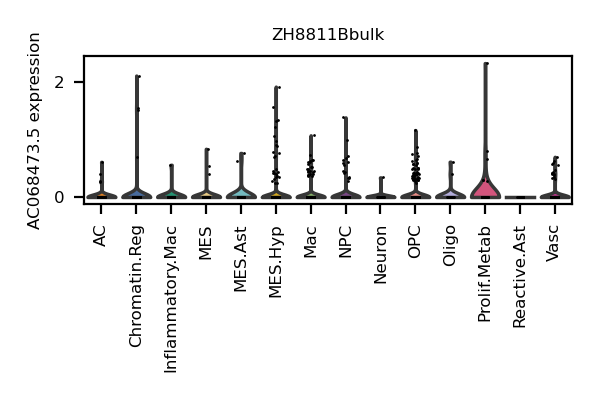 ZH8811Bbulk
AC068473.5 expression
2
0
AC
Chromatin.Reg
Inflammatory.Mac
MES
MES.Ast
MES.Hyp
Mac
NPC
Neuron
OPC
Oligo
Prolif.Metab
Reactive.Ast
Vasc